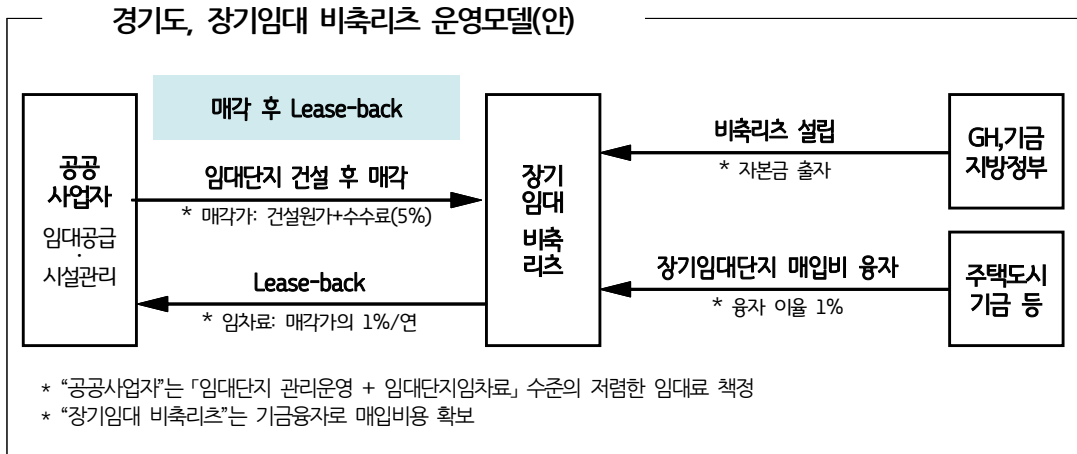 경기도, 장기임대 비축리츠 운영모델(안)
매각 후 Lease-back
공공
사업자
임대공급
·
시설관리
임대단지 건설 후 매각
* 매각가: 건설원가+수수료(5%)
Lease-back
* 임차료: 매각가의 1%/연
장기
임대
비축
리츠
비축리츠 설립
* 자본금 출자
GH,기금
지방정부
장기임대단지 매입비 융자
* 융자 이율 1%
주택도시
기금 등
* “공공사업자”는 「임대단지 관리운영 + 임대단지임차료」 수준의 저렴한 임대료 책정
* “장기임대 비축리츠”는 기금융자로 매입비용 확보